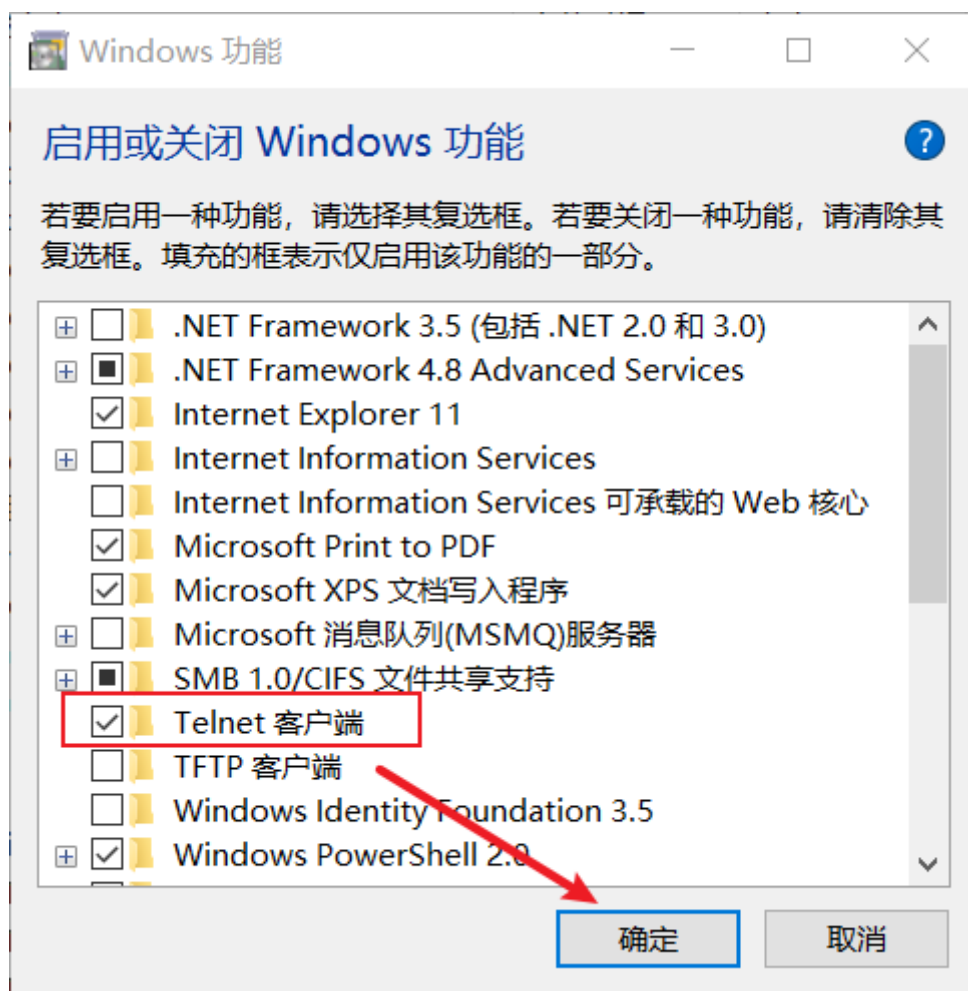 Windows 功能
启用或关闭 Windows 功能
若要启用一种功能，请选择其复选框。若要关闭一种功能，请清除其
复选框。填充的框表示仅启用该功能的一部分。
.NET Framework 3.5 (包括 .NET 2.0 和 3.0)
.NET Framework 4.8 Advanced Services
Internet Explorer 11
Internet Information Services
Internet Information Services 可承载的 Web 核心
Microsoft Print to PDF
Microsoft XPS 文档写入程序
Microsoft 消息队列(MSMQ)服务器
SMB 1.0/CIFS 文件共享支持
Telnet 客户端
TFTP 客户端
Windows Identity Foundation 3.5
Windows PowerShell 2.0
确定
取消